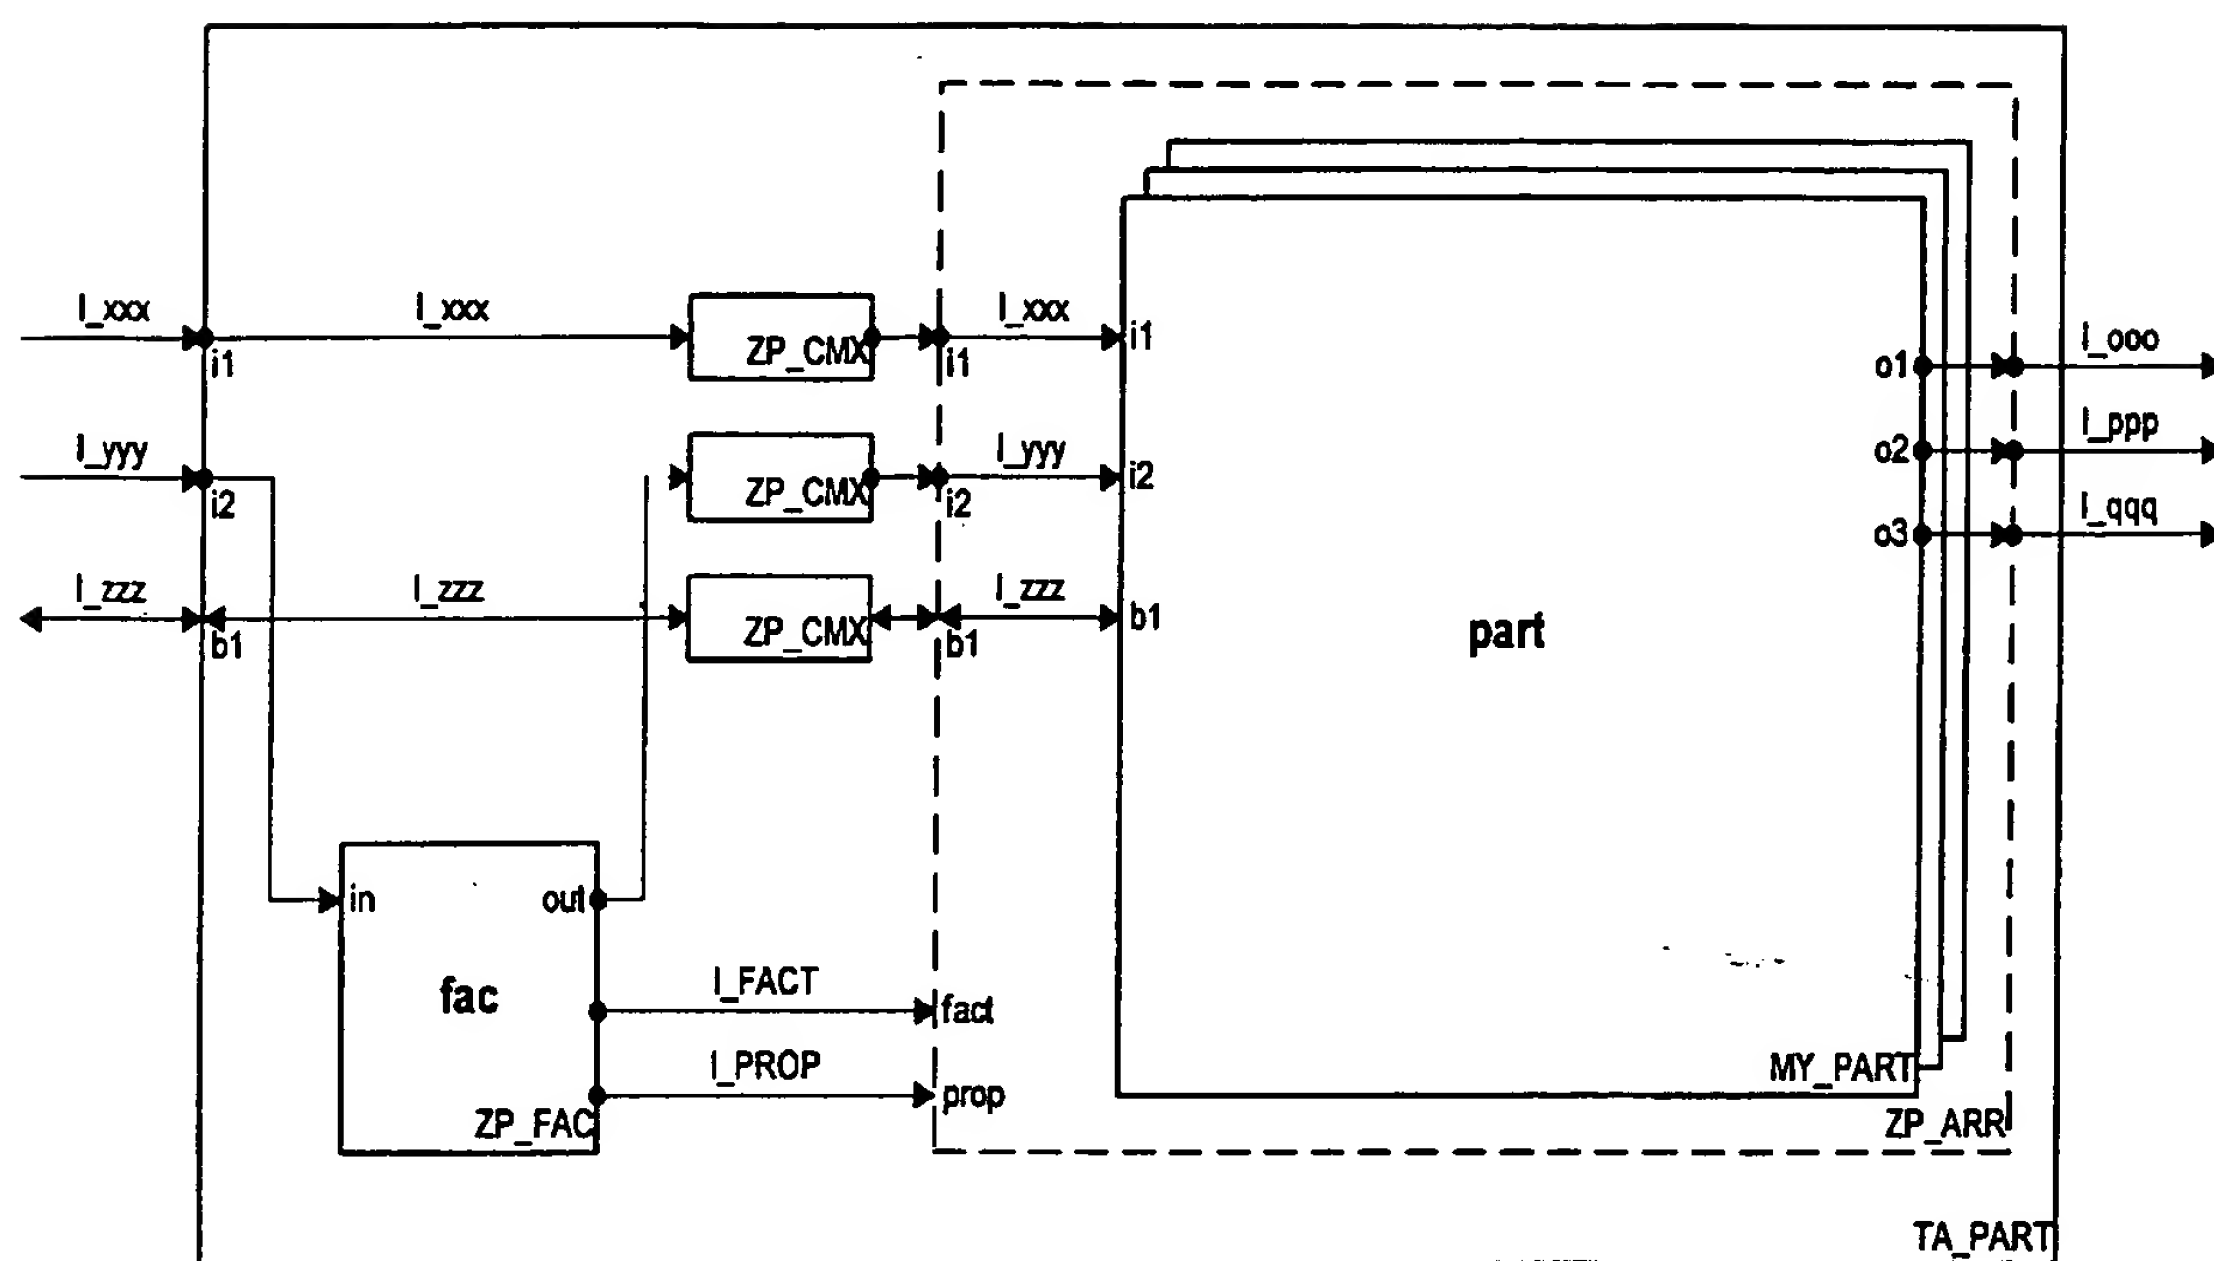 I_xxx I_xxx I_xxx
ZP_CMX
i1 i1 i1
o1 I_ooo
I_yyy I_yyy
ZP_CMX
i2 i2 i2
o2 I_ppp
o3 I_qqq
I_zzz I_zzz I_zzz
ZP_CMX
b1 b1 b1
part
in out
fac
I_FACT
fact
I_PROP
prop
ZP_FAC
MY_PART
ZP_ARR
TA_PART